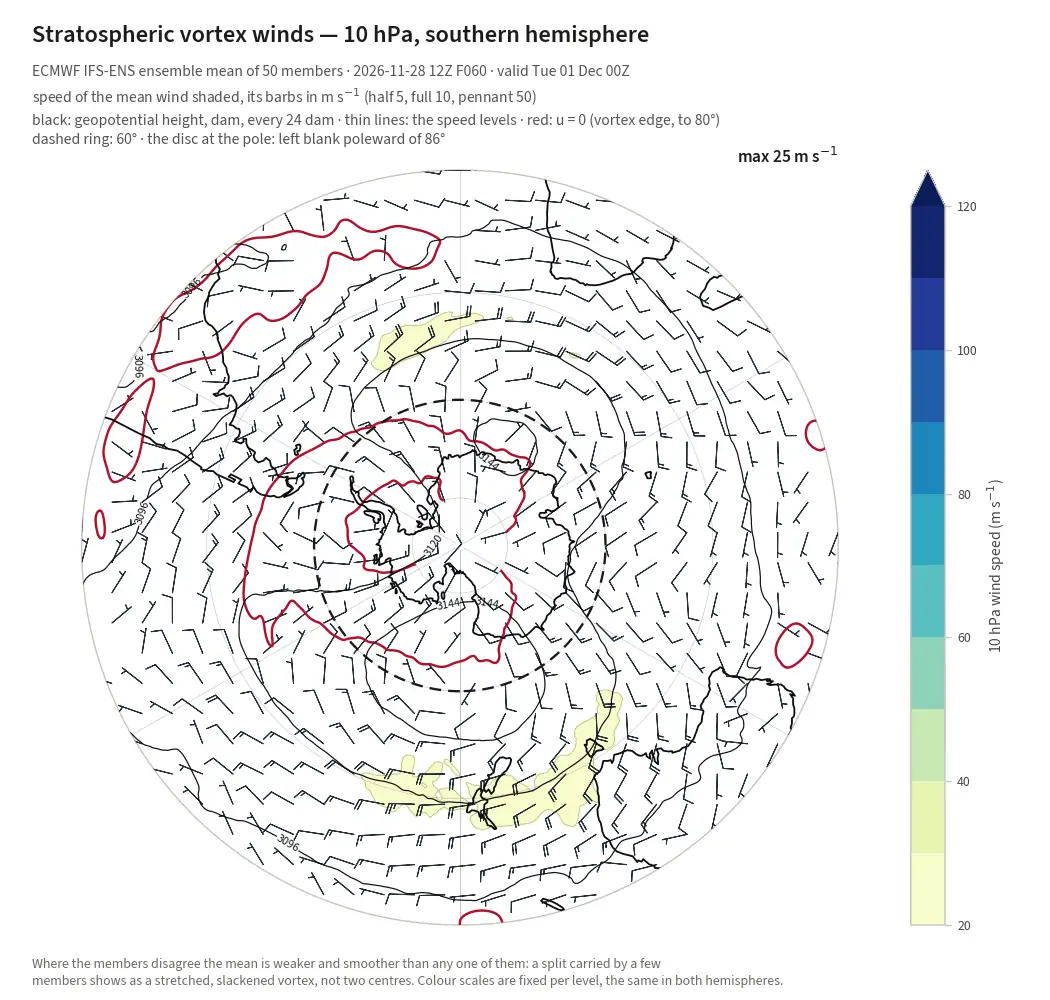 Stratospheric vortex winds — 10 hPa, southern hemisphere
ECMWF IFS-ENS ensemble mean of 50 members · 2026-11-28 12Z F060 · valid Tue 01 Dec 00Z
speed of the mean wind shaded, its barbs in m s⁻¹ (half 5, full 10, pennant 50)
black: geopotential height, dam, every 24 dam · thin lines: the speed levels · red: u = 0 (vortex edge, to 80°)
dashed ring: 60° · the disc at the pole: left blank poleward of 86°
max 25 m s⁻¹
120
100
80
60
40
20
10 hPa wind speed (m s⁻¹)
3096
3096
3096
3144
3120
3144
3144
3096
Where the members disagree the mean is weaker and smoother than any one of them: a split carried by a few
members shows as a stretched, slackened vortex, not two centres. Colour scales are fixed per level, the same in both hemispheres.